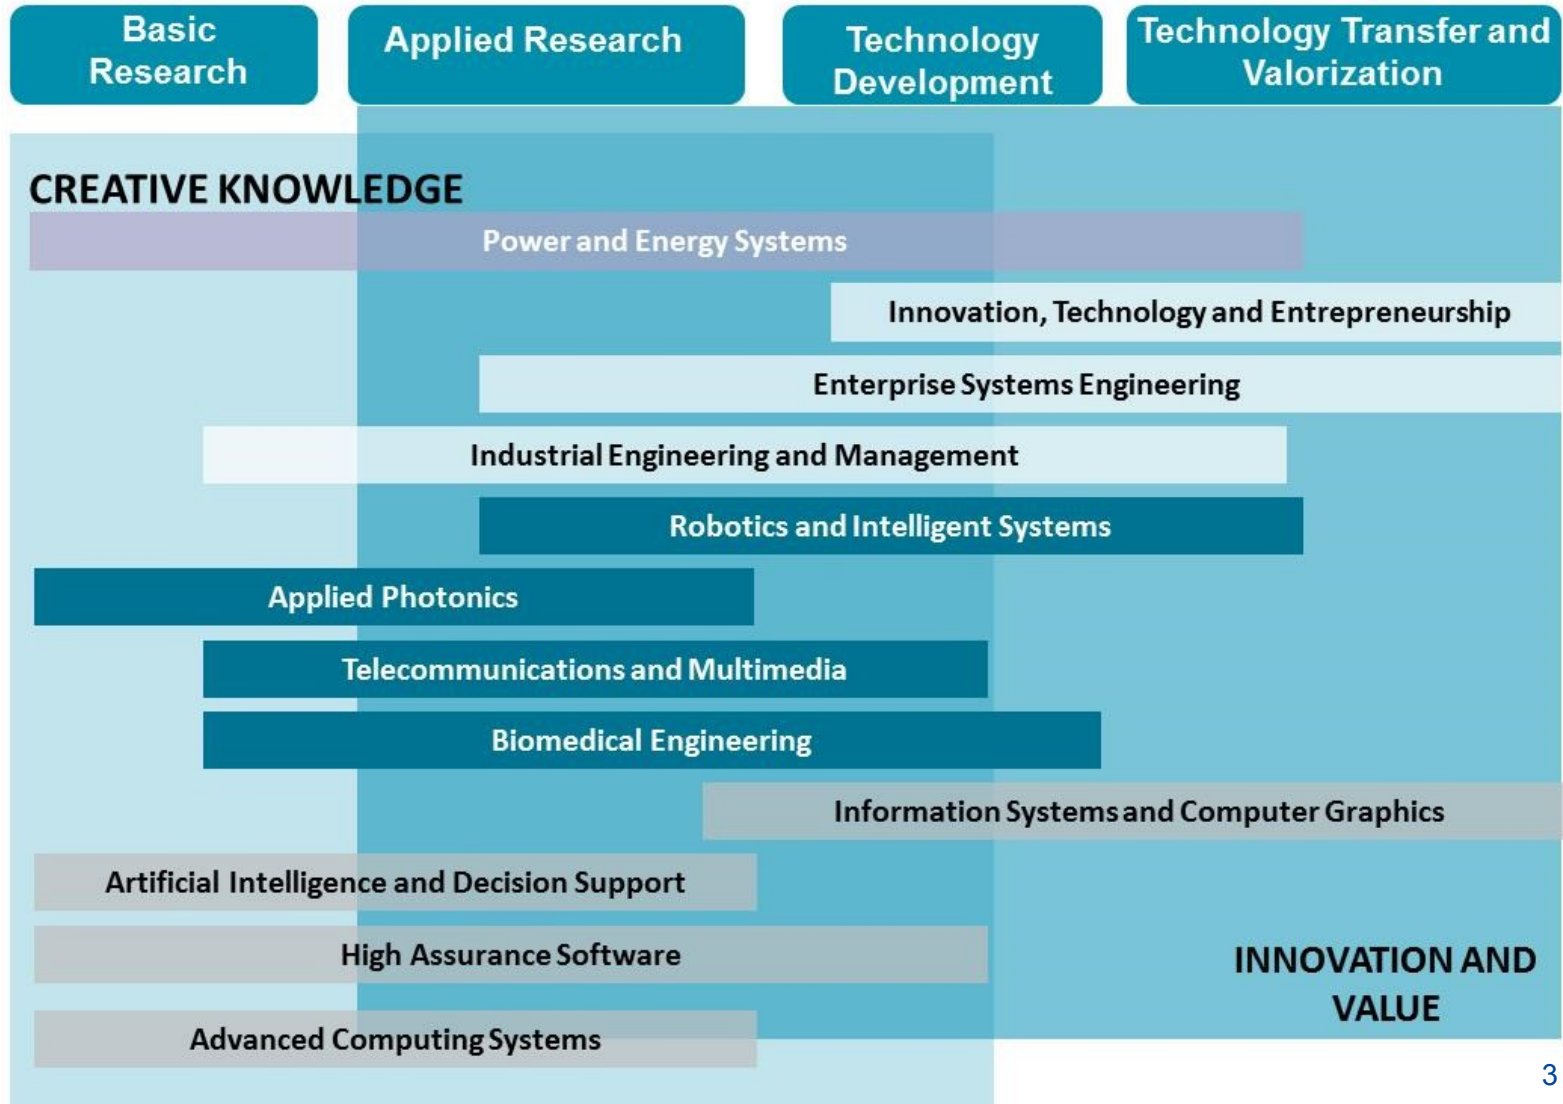 Basic
Research
Applied Research
Technology
Development
Technology Transfer and
Valorization
CREATIVE KNOWLEDGE
Power and Energy Systems
Innovation, Technology and Entrepreneurship
Enterprise Systems Engineering
Industrial Engineering and Management
Robotics and Intelligent Systems
Applied Photonics
Telecommunications and Multimedia
Biomedical Engineering
Information Systems and Computer Graphics
Artificial Intelligence and Decision Support
High Assurance Software
INNOVATION AND
VALUE
Advanced Computing Systems
3